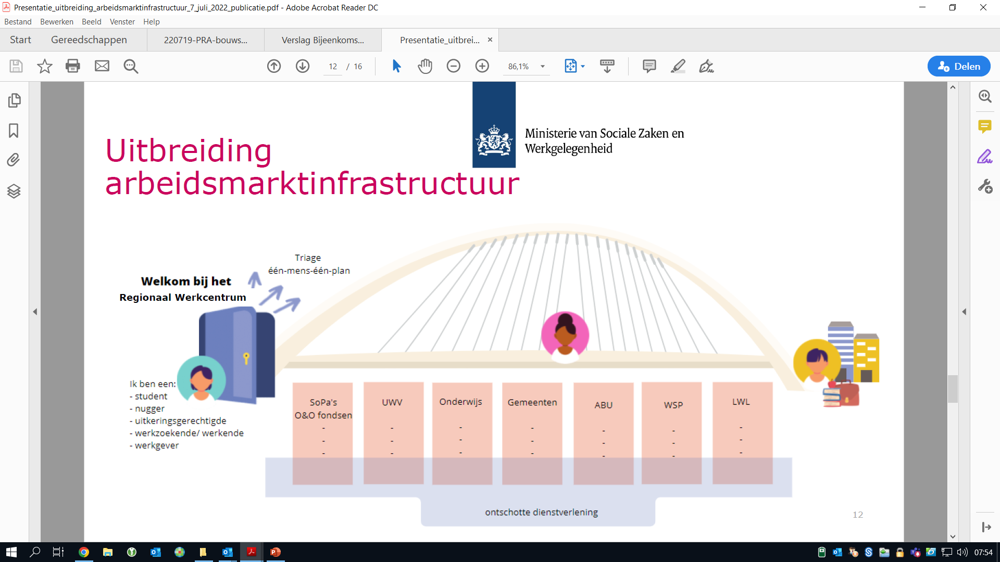 Presentatie_uitbreiding_arbeidsmarktinfrastructuur_7_juli_2022_publicatie.pdf - Adobe Acrobat Reader DC
Bestand Bewerken Beeld Venster Help
Start Gereedschappen 220719-PRA-bouws... Verslag Bijeenkoms... Presentatie_uitbrei... ×
12 / 16 86,1% Delen
Ministerie van Sociale Zaken en
Werkgelegenheid
Uitbreiding
arbeidsmarktinfrastructuur
Triage
één-mens-één-plan
Welkom bij het
Regionaal Werkcentrum
Ik ben een:
- student
- nugger
- uitkeringsgerechtigde
- werkzoekende/ werkende
- werkgever
SoPa's
O&O fondsen
-
-
-
UWV
-
-
-
Onderwijs
-
-
-
Gemeenten
-
-
-
ABU
-
-
-
WSP
-
-
-
LWL
-
-
-
ontschotte dienstverlening
12
07:54